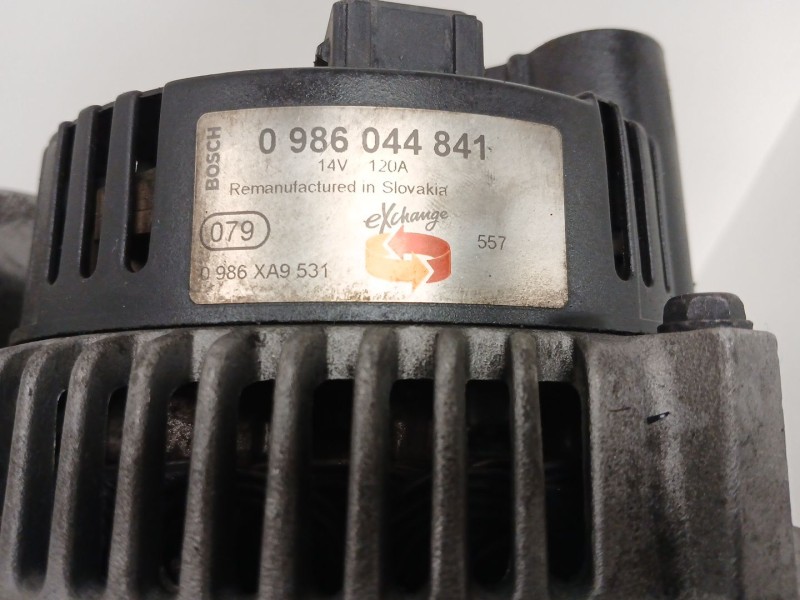 BOSCH
0 986 044 841
14V 120A
Remanufactured in Slovakia
eXchange
079
557
0 986 XA9 531